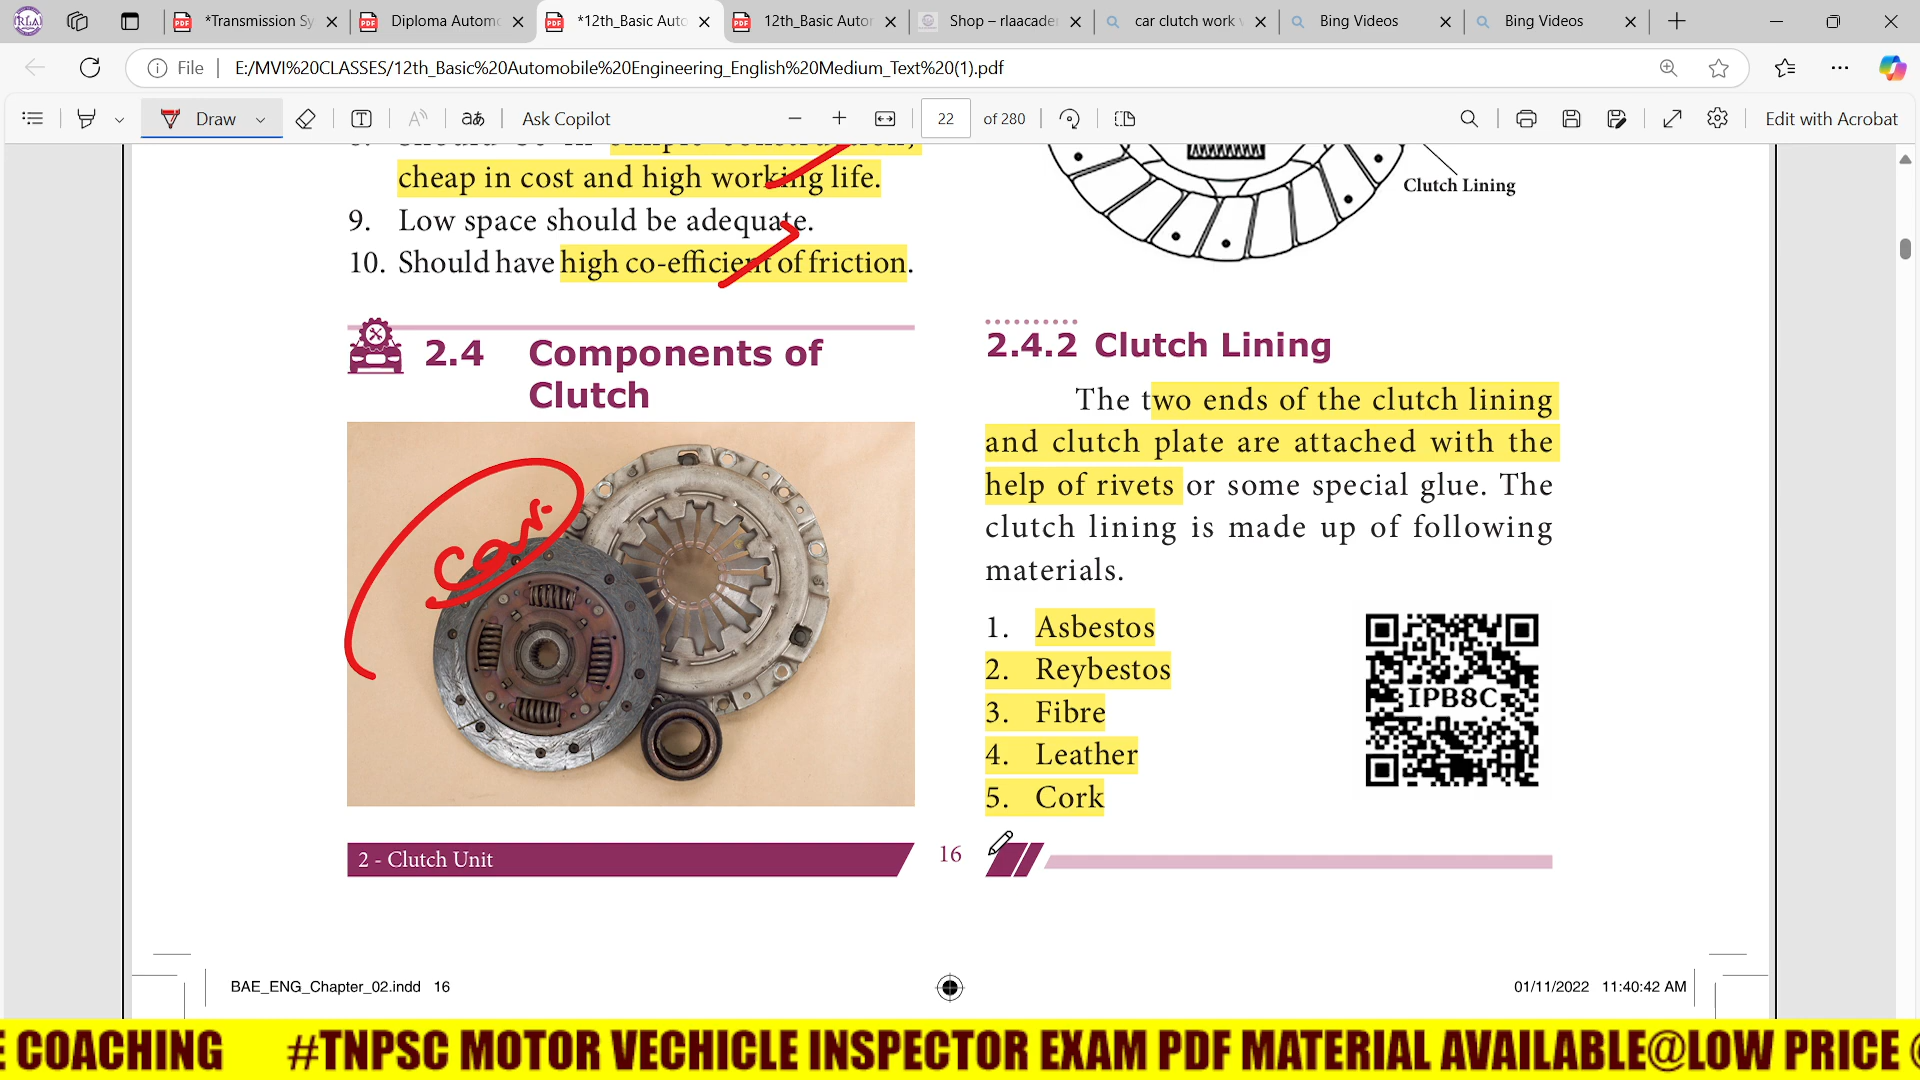 *Transmission Sy
Diploma Automo
*12th_Basic Auto
12th_Basic Autor
Shop – rlaacade
car clutch work v
Bing Videos
Bing Videos
File
E:/MVI%20CLASSES/12th_Basic%20Automobile%20Engineering_English%20Medium_Text%20(1).pdf
Draw
Ask Copilot
22 of 280
Edit with Acrobat
cheap in cost and high working life.
9. Low space should be adequate.
10. Should have high co-efficient of friction.
2.4 Components of
Clutch
car
2 - Clutch Unit
16
Clutch Lining
2.4.2 Clutch Lining
The two ends of the clutch lining
and clutch plate are attached with the
help of rivets or some special glue. The
clutch lining is made up of following
materials.
1. Asbestos
2. Reybestos
3. Fibre
4. Leather
5. Cork
IPB8C
BAE_ENG_Chapter_02.indd 16
01/11/2022 11:40:42 AM
E COACHING #TNPSC MOTOR VECHICLE INSPECTOR EXAM PDF MATERIAL AVAILABLE@LOW PRICE